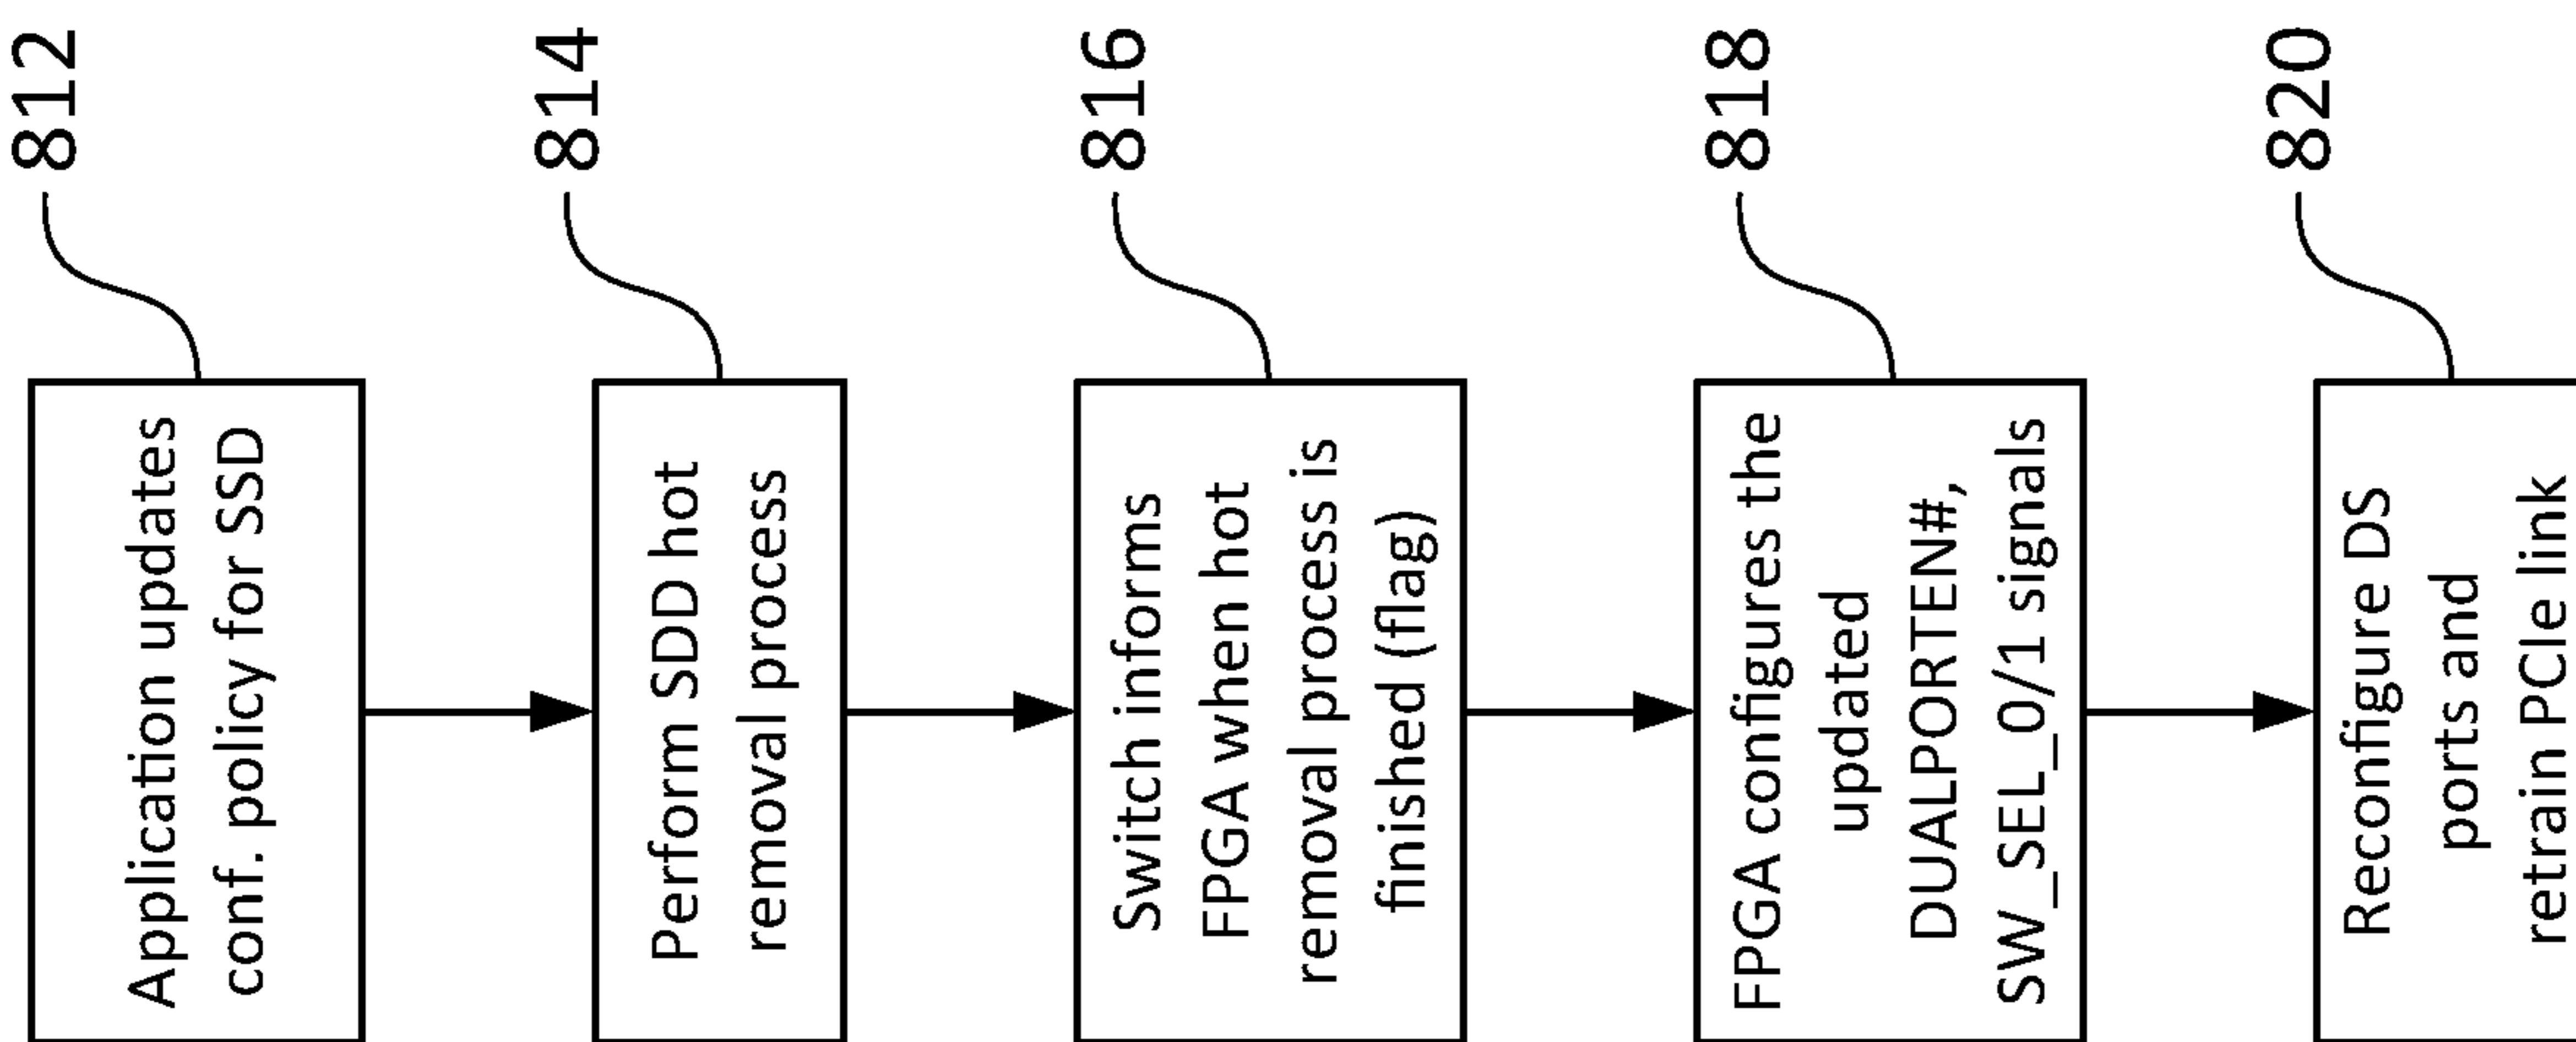 812
Application updates
conf. policy for SSD
814
Perform SDD hot
removal process
816
Switch informs
FPGA when hot
removal process is
finished (flag)
818
FPGA configures the
updated
DUALPORTEN#,
SW_SEL_0/1 signals
820
Reconfigure DS
ports and
retrain PCIe link